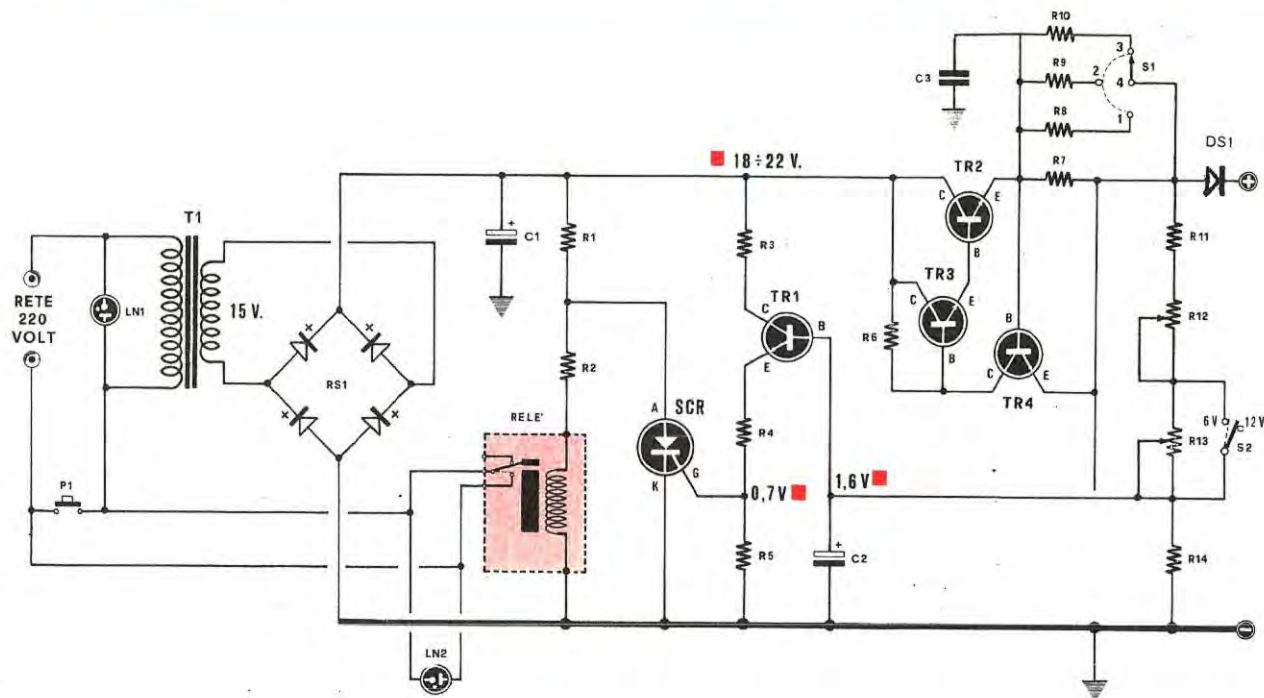 R10
3
S1
R9
2
4
C3
R8
1
18÷22 V.
TR2
R7
DS1
C
E
B
+
T1
+
C1
R1
R3
R11
RETE
220
VOLT
LN1
15 V.
TR1
C
B
E
TR3
C
E
B
R6
B
R12
RS1
R2
C
E
TR4
A
SCR
G
K
R4
RELE'
6V
12V
S2
R13
P1
0,7V
1,6V
R5
+
C2
R14
LN2